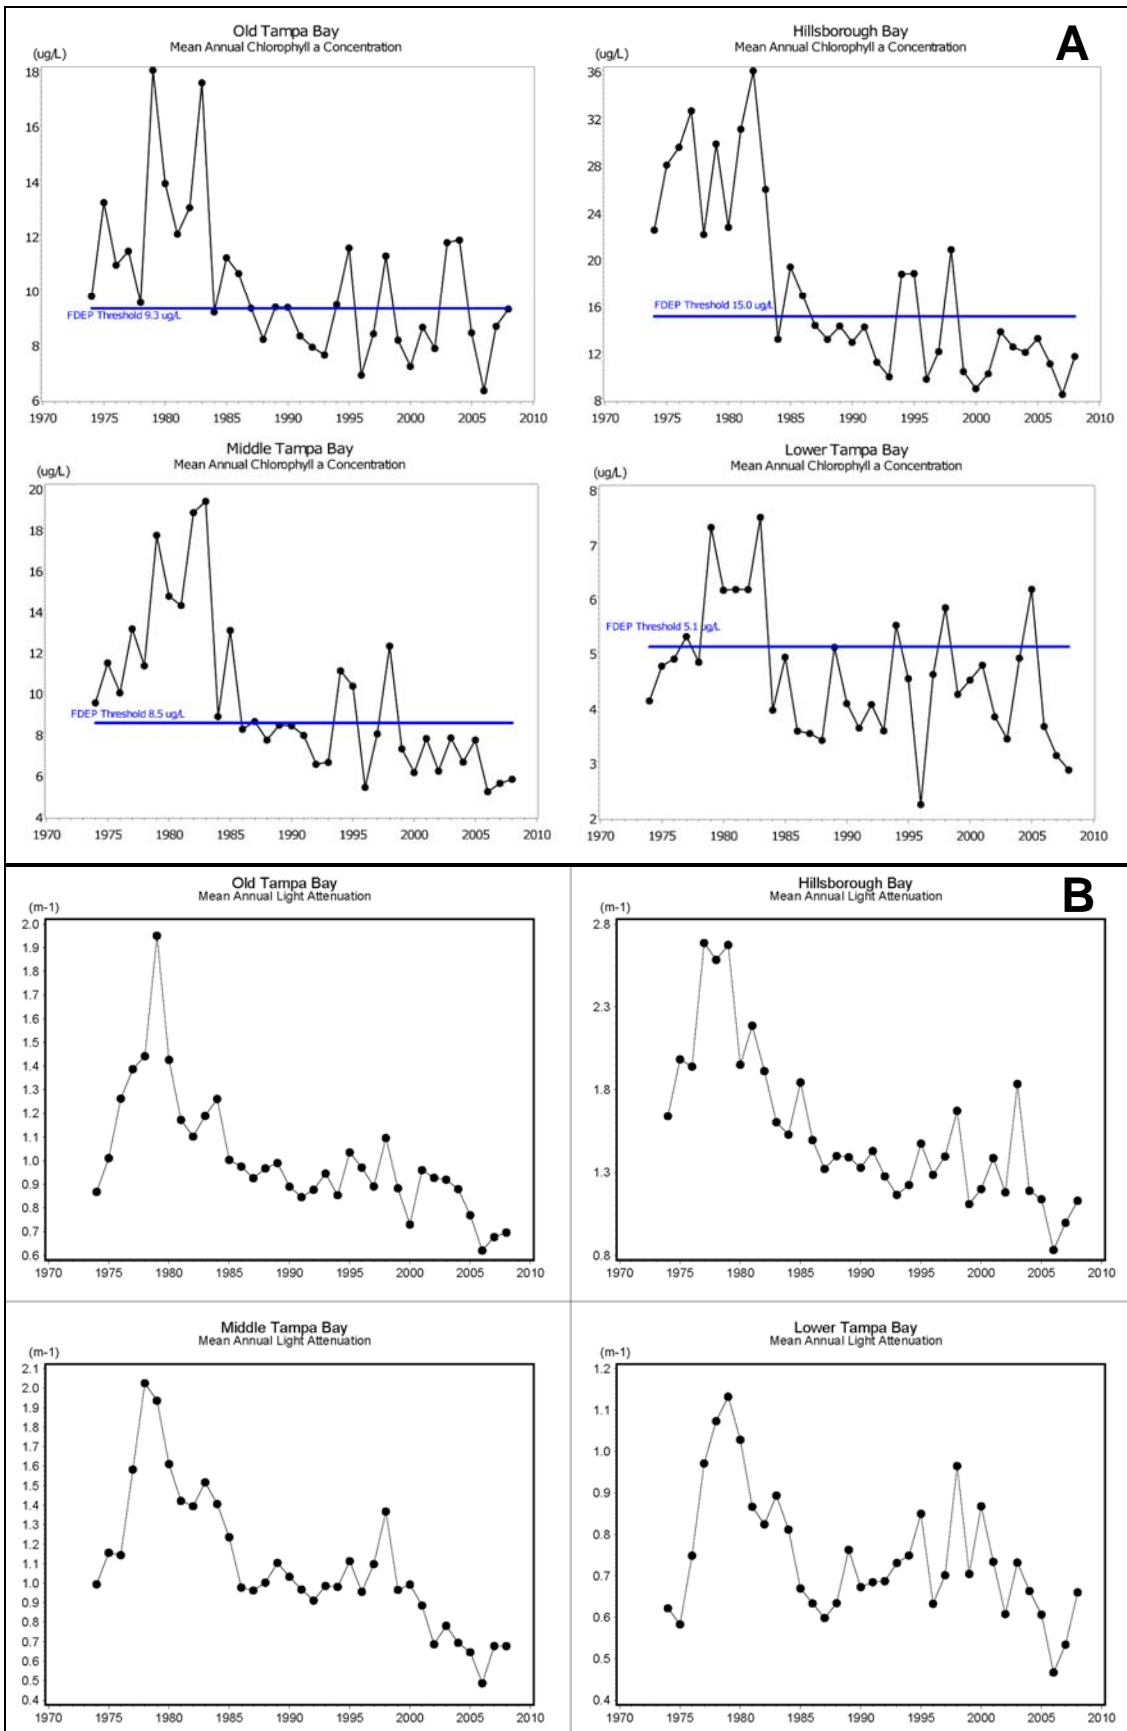 A
Old Tampa Bay
Mean Annual Chlorophyll a Concentration
(ug/L)
18
16
14
12
10
8
6
FDEP Threshold 9.3 ug/L
1970 1975 1980 1985 1990 1995 2000 2005 2010
Hillsborough Bay
Mean Annual Chlorophyll a Concentration
(ug/L)
36
32
28
24
20
16
12
8
FDEP Threshold 15.0 ug/L
1970 1975 1980 1985 1990 1995 2000 2005 2010
Middle Tampa Bay
Mean Annual Chlorophyll a Concentration
(ug/L)
20
18
16
14
12
10
8
6
4
FDEP Threshold 8.5 ug/L
1970 1975 1980 1985 1990 1995 2000 2005 2010
Lower Tampa Bay
Mean Annual Chlorophyll a Concentration
(ug/L)
8
7
6
5
4
3
2
FDEP Threshold 5.1 ug/L
1970 1975 1980 1985 1990 1995 2000 2005 2010
B
Old Tampa Bay
Mean Annual Light Attenuation
(m-1)
2.0
1.9
1.8
1.7
1.6
1.5
1.4
1.3
1.2
1.1
1.0
0.9
0.8
0.7
0.6
1970 1975 1980 1985 1990 1995 2000 2005 2010
Hillsborough Bay
Mean Annual Light Attenuation
(m-1)
2.8
2.3
1.8
1.3
0.8
1970 1975 1980 1985 1990 1995 2000 2005 2010
Middle Tampa Bay
Mean Annual Light Attenuation
(m-1)
2.1
2.0
1.9
1.8
1.7
1.6
1.5
1.4
1.3
1.2
1.1
1.0
0.9
0.8
0.7
0.6
0.5
0.4
1970 1975 1980 1985 1990 1995 2000 2005 2010
Lower Tampa Bay
Mean Annual Light Attenuation
(m-1)
1.2
1.1
1.0
0.9
0.8
0.7
0.6
0.5
0.4
1970 1975 1980 1985 1990 1995 2000 2005 2010